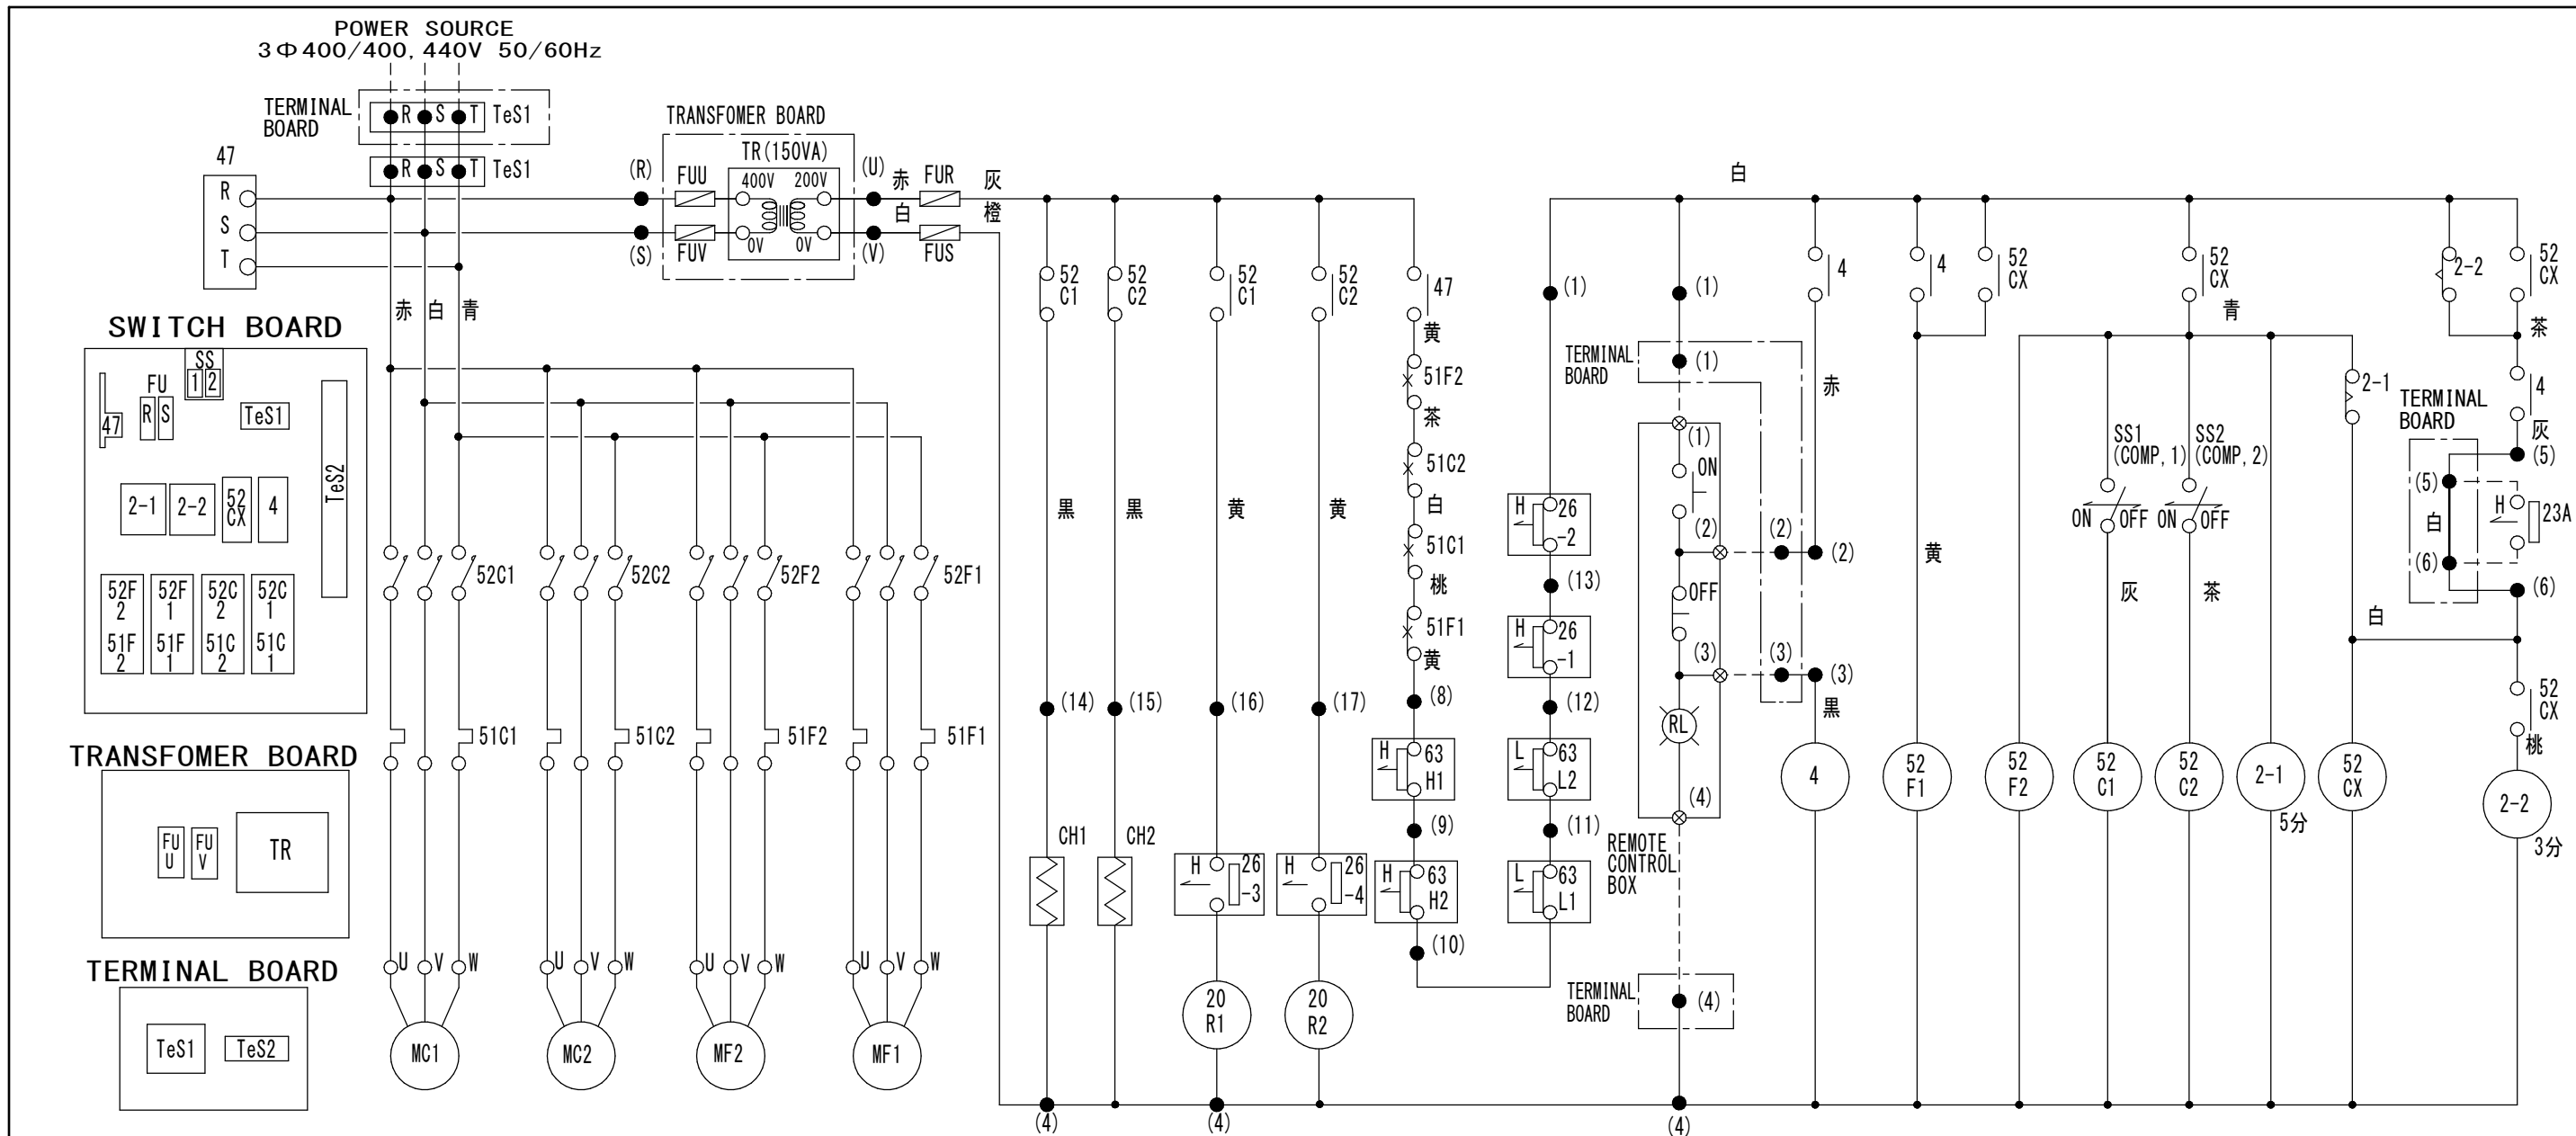 POWER SOURCE
3Φ400/400,440V 50/60Hz
TERMINAL
BOARD
R S T TeS1
R S T TeS1
47
R
S
T
TRANSFOMER BOARD
TR(150VA)
(R)
FUU
400V
200V
(U)
赤
FUR
灰
(S)
FUV
0V
0V
(V)
白
FUS
橙
赤
白
青
SWITCH BOARD
SS
1 2
FU
R S
47
TeS1
TeS2
2-1
2-2
52
CX
4
52F
2
51F
2
52F
1
51F
1
52C
2
51C
2
52C
1
51C
1
TRANSFOMER BOARD
FU
U
FU
V
TR
TERMINAL BOARD
TeS1
TeS2
52C1
52C2
52F2
52F1
51C1
51C2
51F2
51F1
U V W
U V W
U V W
U V W
MC1
MC2
MF2
MF1
52
C1
黒
(14)
CH1
(4)
52
C2
黒
(15)
CH2
52
C1
黄
(16)
H
26
-3
20
R1
(4)
52
C2
黄
(17)
H
26
-4
20
R2
47
黄
51F2
茶
51C2
白
51C1
桃
51F1
黄
(8)
H
63
H1
(9)
H
63
H2
(10)
(1)
H
26
-2
(13)
H
26
-1
(12)
L
63
L2
(11)
L
63
L1
白
(1)
TERMINAL
BOARD
(1)
(1)
ON
(2)
(2)
(2)
OFF
(3)
(3)
(3)
RL
(4)
REMOTE
CONTROL
BOX
TERMINAL
BOARD
(4)
(4)
4
赤
黒
4
4
52
CX
黄
52
F1
52
F2
52
CX
青
SS1
(COMP,1)
ON OFF
灰
52
C1
SS2
(COMP,2)
ON OFF
茶
52
C2
2-1
5分
2-1
白
52
CX
2-2
52
CX
茶
4
灰
TERMINAL
BOARD
(5)
(5)
白
H
23A
(6)
(6)
52
CX
桃
2-2
3分